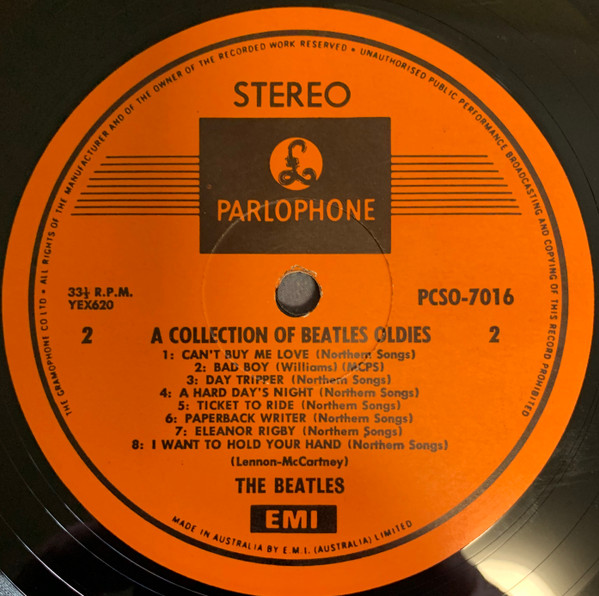 THE GRAMOPHONE CO LTD • ALL RIGHTS OF THE MANUFACTURER AND OF THE OWNER OF THE RECORDED WORK RESERVED • UNAUTHORISED PUBLIC PERFORMANCE BROADCASTING AND COPYING OF THIS RECORD PROHIBITED
STEREO
£
PARLOPHONE
33⅓ R.P.M.
YEX620
PCSO-7016
2 A COLLECTION OF BEATLES OLDIES 2
1: CAN'T BUY ME LOVE (Northern Songs)
2: BAD BOY (Williams) (MCPS)
3: DAY TRIPPER (Northern Songs)
4: A HARD DAY'S NIGHT (Northern Songs)
5: TICKET TO RIDE (Northern Songs)
6: PAPERBACK WRITER (Northern Songs)
7: ELEANOR RIGBY (Northern Songs)
8: I WANT TO HOLD YOUR HAND (Northern Songs)
(Lennon-McCartney)
THE BEATLES
EMI
MADE IN AUSTRALIA BY E.M.I. (AUSTRALIA) LIMITED